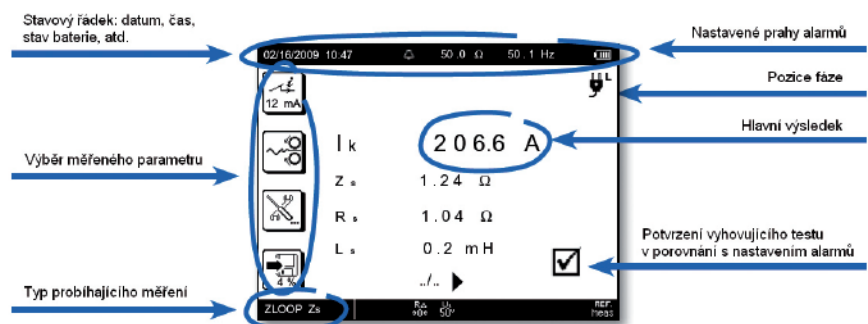 Stavový řádek: datum, čas,
stav baterie, atd.
Nastavené prahy alarmů
02/16/2009 10:47 50.0 Ω 50.1 Hz
Pozice fáze
L
12 mA
Hlavní výsledek
Ik 206.6 A
Výběr měřeného parametru
Zs 1.24 Ω
Rs 1.04 Ω
Ls 0.2 mH
Potvrzení vyhovujícího testu
v porovnání s nastavením alarmů
4 %
../..
Typ probíhajícího měření
ZLOOP Zs
REF.
Meas